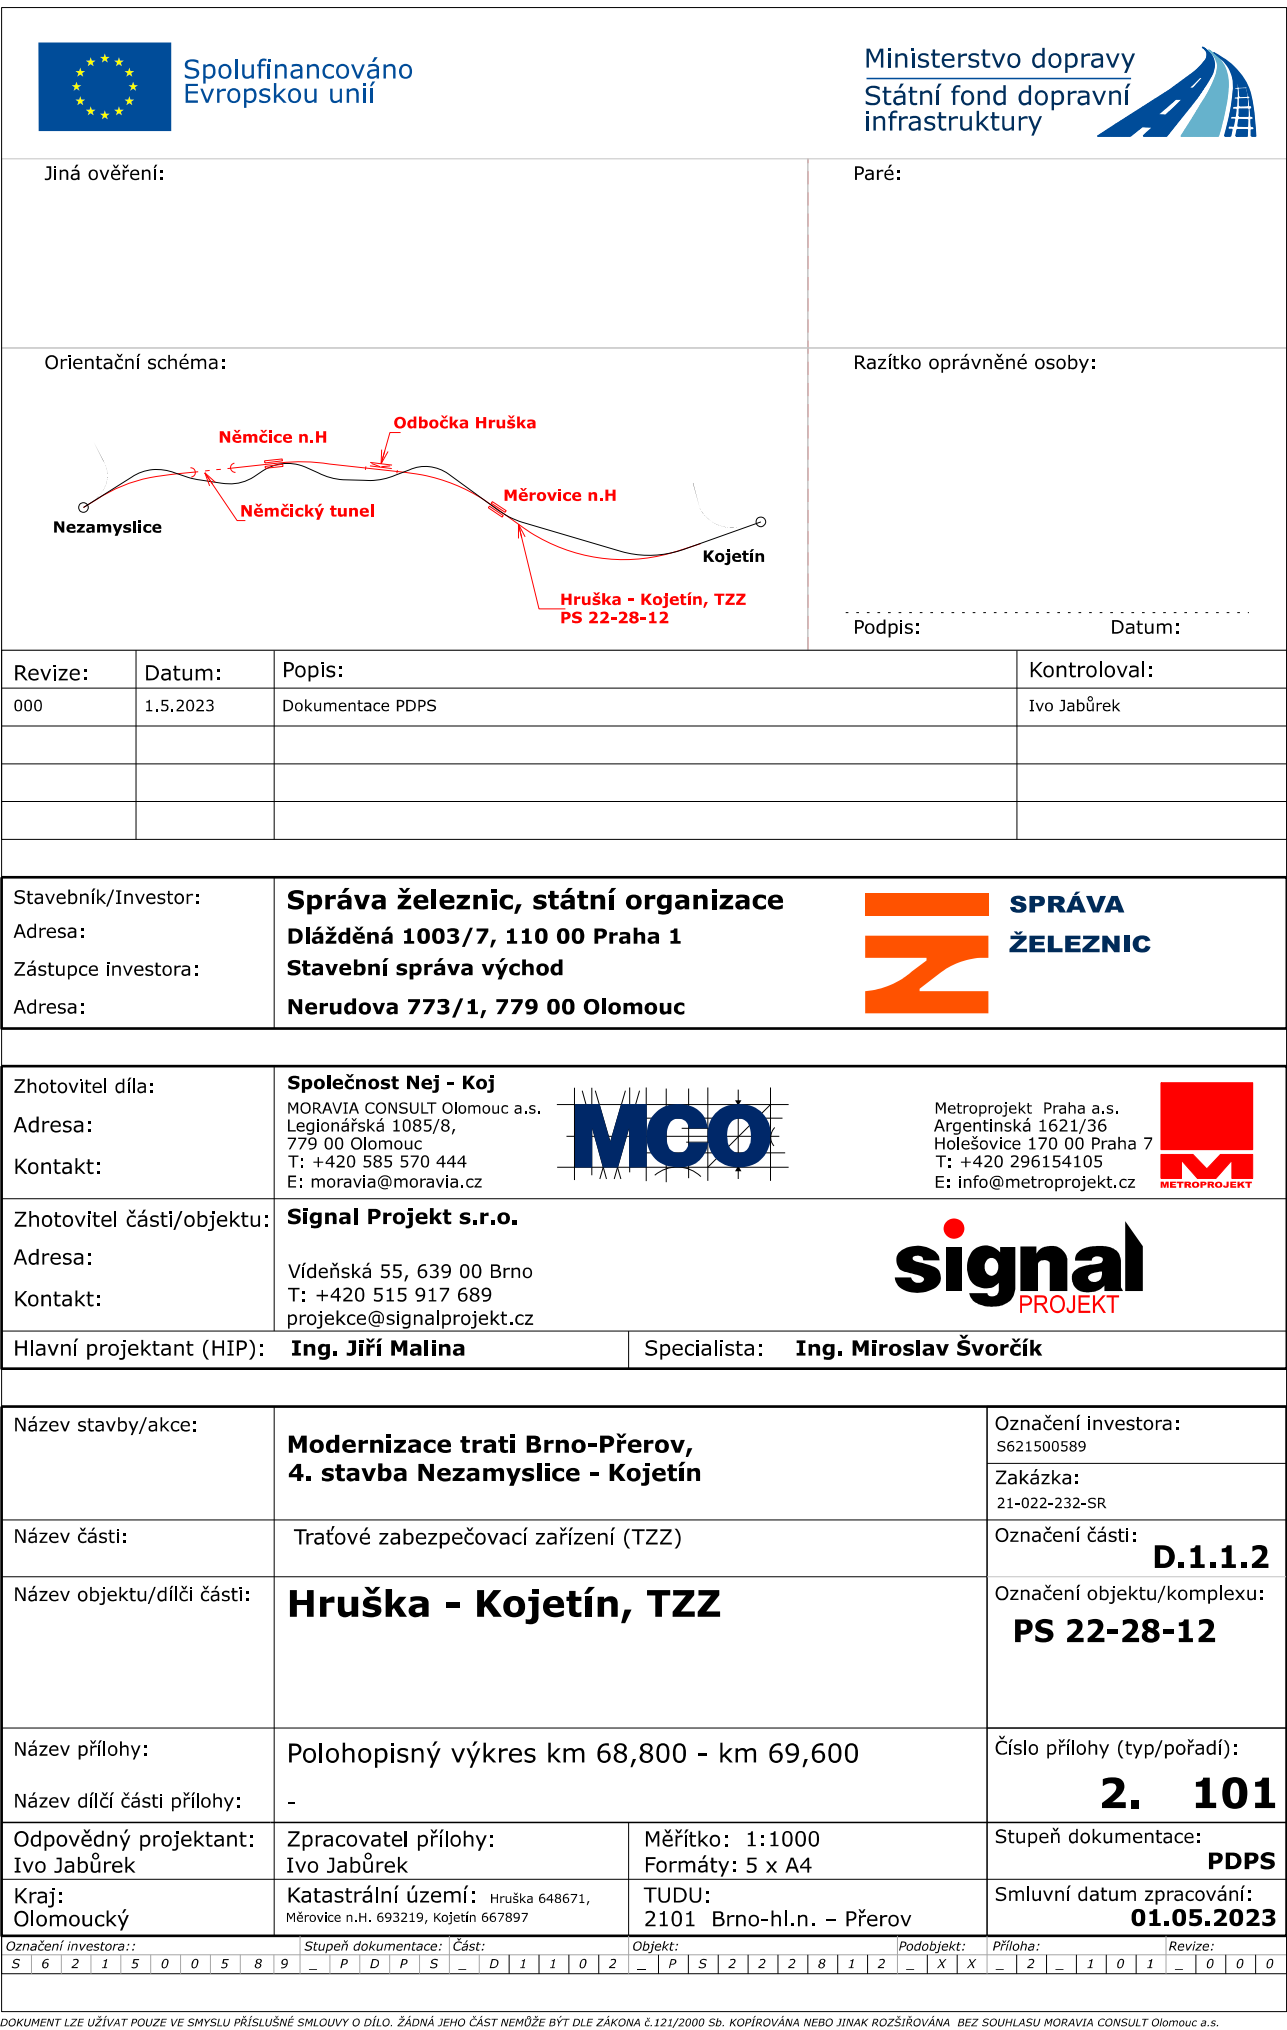 Spolufinancováno
Evropskou unií
Ministerstvo dopravy
Státní fond dopravní
infrastruktury
Jiná ověření:
Paré:
Orientační schéma:
Razítko oprávněné osoby:
Odbočka Hruška
Němčice n.H
Němčický tunel
Měrovice n.H
Nezamyslice
Kojetín
Hruška - Kojetín, TZZ
PS 22-28-12
Podpis: Datum:
Revize: Datum: Popis: Kontroloval:
000 1.5.2023 Dokumentace PDPS Ivo Jabůrek
Stavebník/Investor: Správa železnic, státní organizace
Adresa: Dlážděná 1003/7, 110 00 Praha 1
Zástupce investora: Stavební správa východ
Adresa: Nerudova 773/1, 779 00 Olomouc
SPRÁVA
ŽELEZNIC
Zhotovitel díla:
Adresa:
Kontakt:
Společnost Nej - Koj
MORAVIA CONSULT Olomouc a.s.
Legionářská 1085/8,
779 00 Olomouc
T: +420 585 570 444
E: moravia@moravia.cz
MCO
Metroprojekt Praha a.s.
Argentinská 1621/36
Holešovice 170 00 Praha 7
T: +420 296154105
E: info@metroprojekt.cz
METROPROJEKT
Zhotovitel části/objektu: Signal Projekt s.r.o.
Adresa:
Kontakt:
Vídeňská 55, 639 00 Brno
T: +420 515 917 689
projekce@signalprojekt.cz
signal
PROJEKT
Hlavní projektant (HIP): Ing. Jiří Malina Specialista: Ing. Miroslav Švorčík
Název stavby/akce:
Modernizace trati Brno-Přerov,
4. stavba Nezamyslice - Kojetín
Označení investora:
S621500589
Zakázka:
21-022-232-SR
Název části: Traťové zabezpečovací zařízení (TZZ)
Označení části:
D.1.1.2
Název objektu/dílči části: Hruška - Kojetín, TZZ
Označení objektu/komplexu:
PS 22-28-12
Název přílohy: Polohopisný výkres km 68,800 - km 69,600
Číslo přílohy (typ/pořadí):
2. 101
Název dílčí části přílohy: -
Odpovědný projektant:
Ivo Jabůrek
Zpracovatel přílohy:
Ivo Jabůrek
Měřítko: 1:1000
Formáty: 5 x A4
Stupeň dokumentace:
PDPS
Kraj:
Olomoucký
Katastrální území: Hruška 648671,
Měrovice n.H. 693219, Kojetín 667897
TUDU:
2101 Brno-hl.n. – Přerov
Smluvní datum zpracování:
01.05.2023
Označení investora:: Stupeň dokumentace: Část: Objekt: Podobjekt: Příloha: Revize:
S 6 2 1 5 0 0 5 8 9 _ P D P S _ D 1 1 0 2 _ P S 2 2 2 8 1 2 _ X X _ 2 _ 1 0 1 _ 0 0 0
DOKUMENT LZE UŽÍVAT POUZE VE SMYSLU PŘÍSLUŠNÉ SMLOUVY O DÍLO. ŽÁDNÁ JEHO ČÁST NEMŮŽE BÝT DLE ZÁKONA č.121/2000 Sb. KOPÍROVÁNA NEBO JINAK ROZŠIŘOVÁNA BEZ SOUHLASU MORAVIA CONSULT Olomouc a.s.